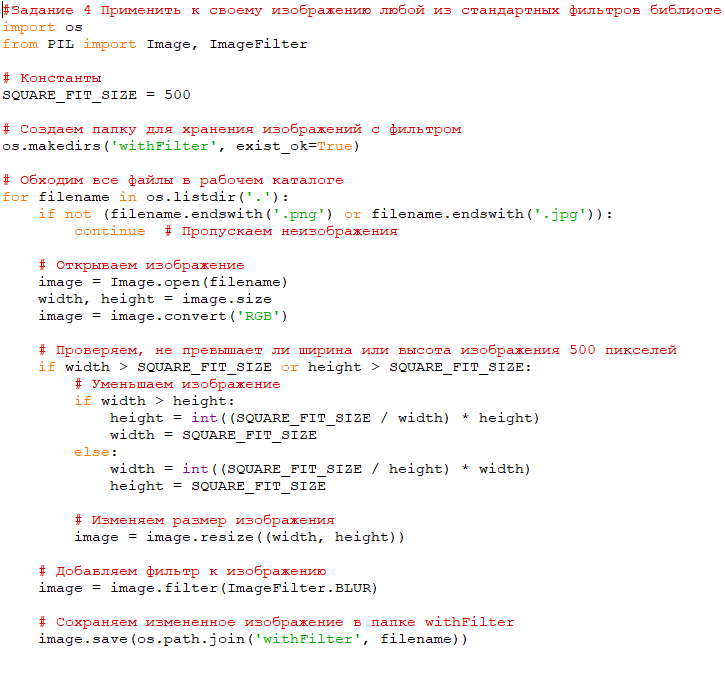 #Задание 4 Применить к своему изображению любой из стандартных фильтров библиоте
import os
from PIL import Image, ImageFilter
# Константы
SQUARE_FIT_SIZE = 500
# Создаем папку для хранения изображений с фильтром
os.makedirs('withFilter', exist_ok=True)
# Обходим все файлы в рабочем каталоге
for filename in os.listdir('.'):
    if not (filename.endswith('.png') or filename.endswith('.jpg')):
        continue  # Пропускаем неизображения
    # Открываем изображение
    image = Image.open(filename)
    width, height = image.size
    image = image.convert('RGB')
    # Проверяем, не превышает ли ширина или высота изображения 500 пикселей
    if width > SQUARE_FIT_SIZE or height > SQUARE_FIT_SIZE:
        # Уменьшаем изображение
        if width > height:
            height = int((SQUARE_FIT_SIZE / width) * height)
            width = SQUARE_FIT_SIZE
        else:
            width = int((SQUARE_FIT_SIZE / height) * width)
            height = SQUARE_FIT_SIZE
        # Изменяем размер изображения
        image = image.resize((width, height))
    # Добавляем фильтр к изображению
    image = image.filter(ImageFilter.BLUR)
    # Сохраняем измененное изображение в папке withFilter
    image.save(os.path.join('withFilter', filename))